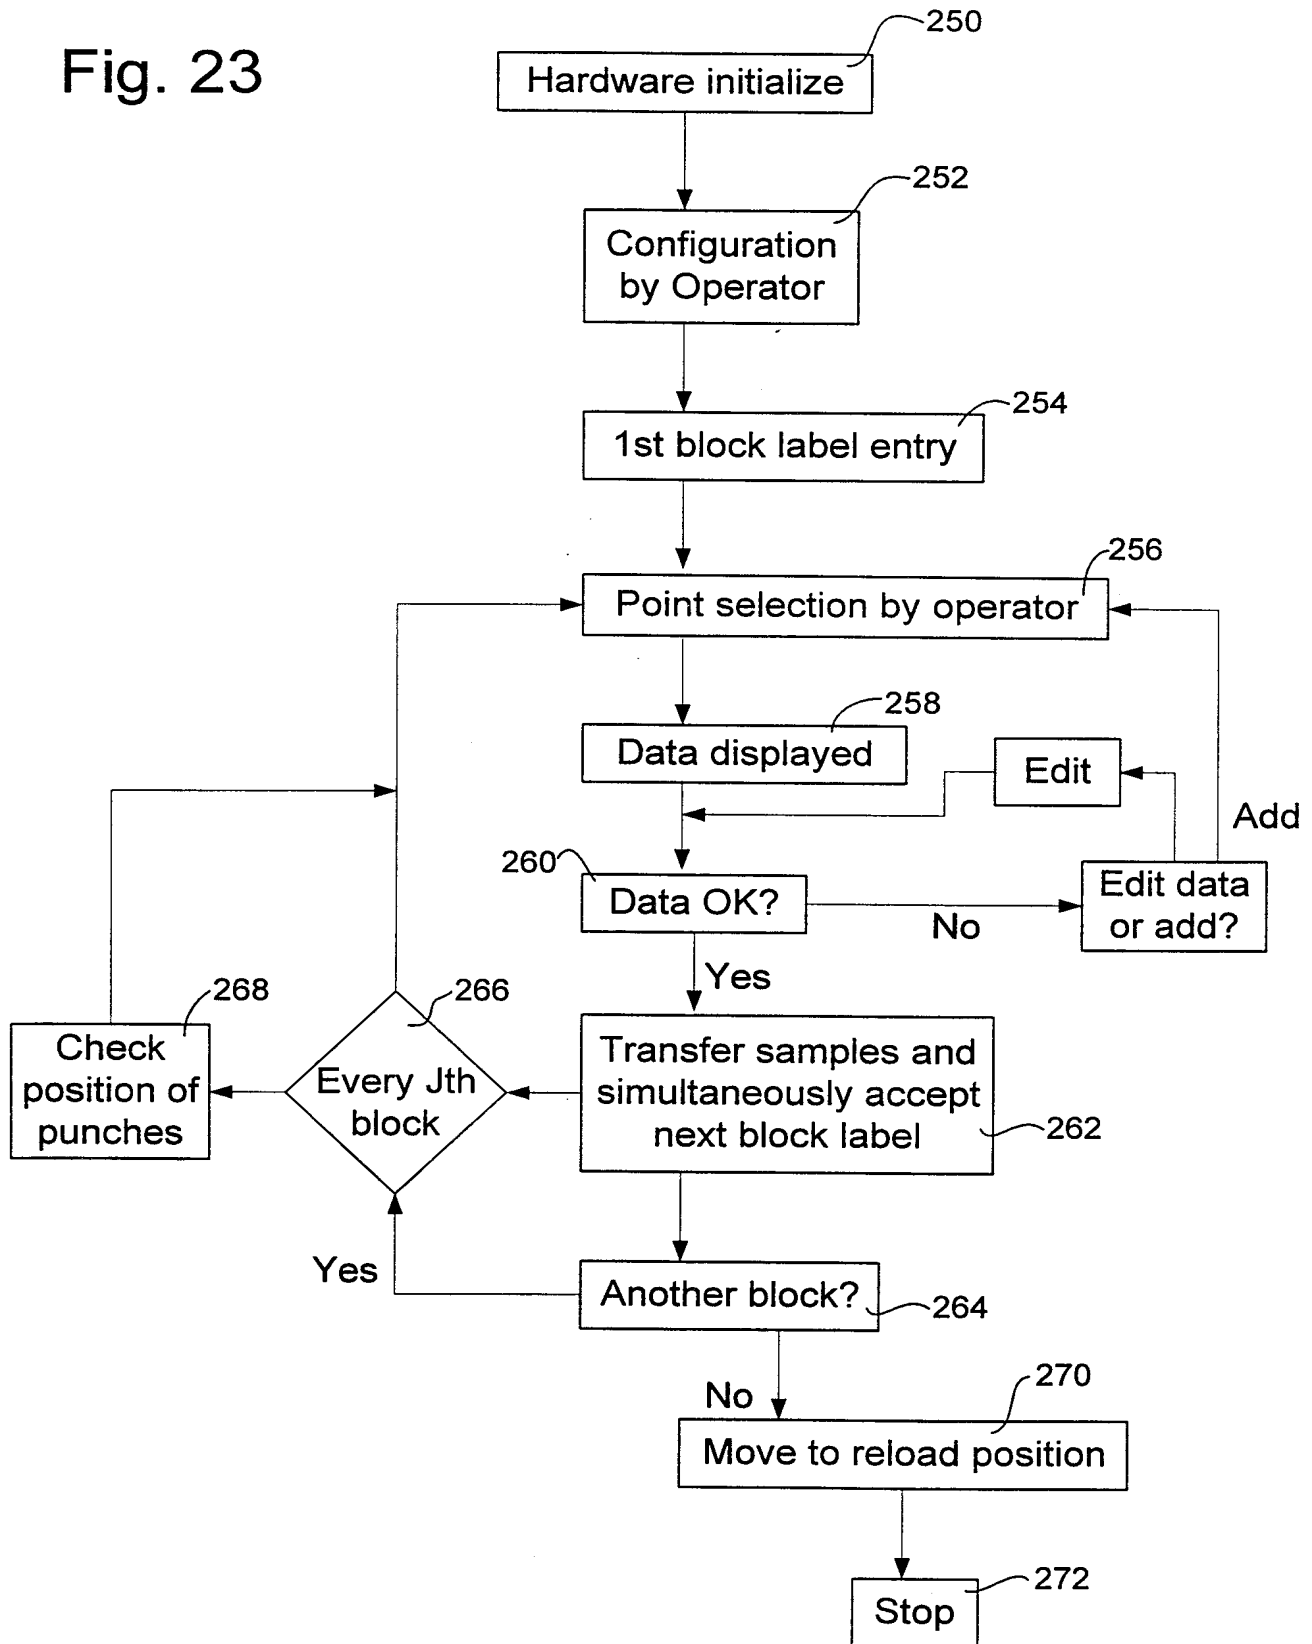 Fig. 23
250
Hardware initialize
252
Configuration
by Operator
254
1st block label entry
256
Point selection by operator
258
Data displayed
Edit
Add
260
Data OK?
No
Edit data
or add?
Yes
268
266
Check
position of
punches
Every Jth
block
Transfer samples and
simultaneously accept
next block label
262
Yes
Another block?
264
No
270
Move to reload position
272
Stop